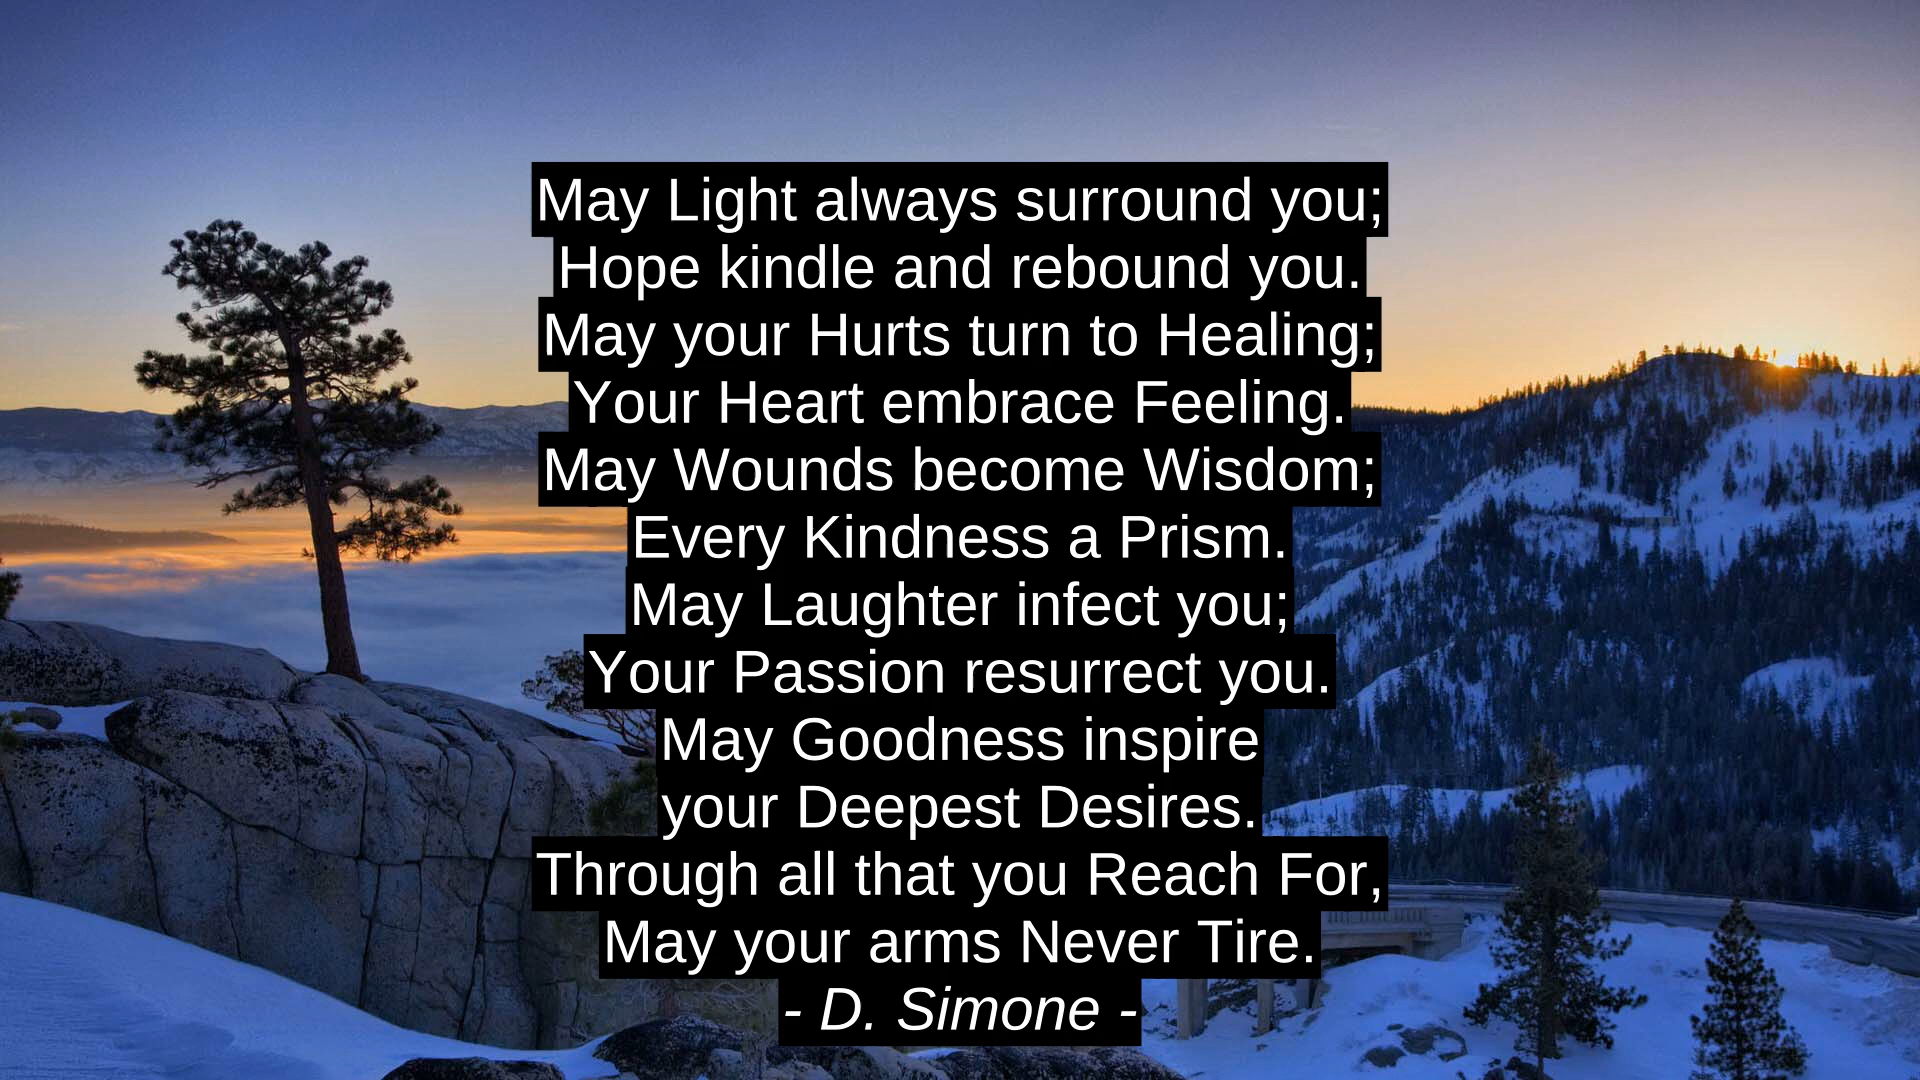 May Light always surround you;
Hope kindle and rebound you.
May your Hurts turn to Healing;
Your Heart embrace Feeling.
May Wounds become Wisdom;
Every Kindness a Prism.
May Laughter infect you;
Your Passion resurrect you.
May Goodness inspire
your Deepest Desires.
Through all that you Reach For,
May your arms Never Tire.
- D. Simone -